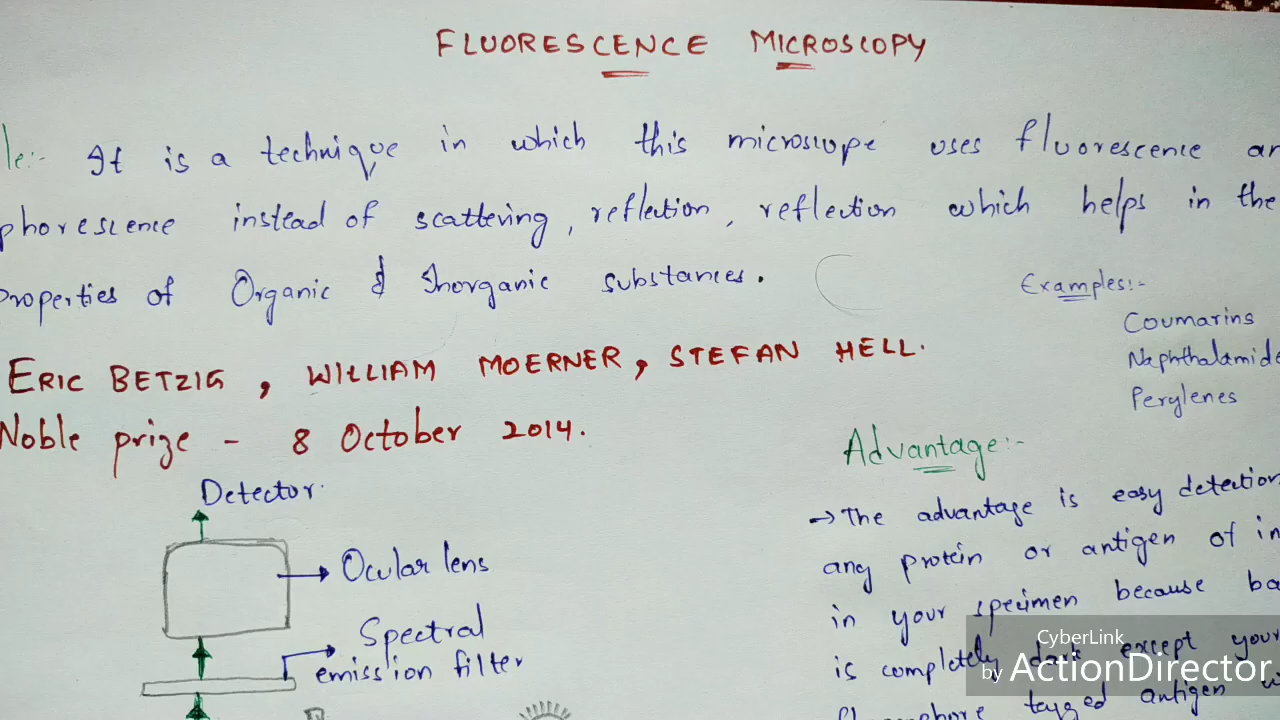 FLUORESCENCE MICROSCOPY
le:- It is a technique in which this microscope uses fluorescence an
phorescence instead of scattering, reflection, reflection which helps in the
properties of Organic & Inorganic substances.
Examples:-
Coumarins
Naphthalamide
Perylenes
ERIC BETZIG, WILLIAM MOERNER, STEFAN HELL.
Noble prize - 8 October 2014.
Detector.
Ocular lens
Spectral
emission filter
Advantage:-
→ The advantage is easy detection
any protein or antigen of in
in your specimen because ba
is completely dark except your
phore tagged antigen
CyberLink
by ActionDirector